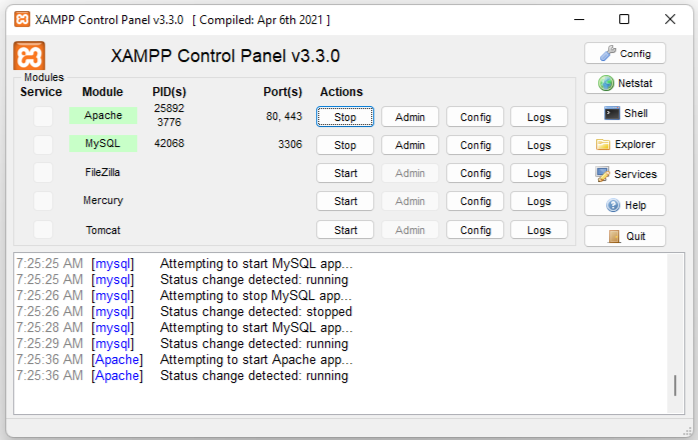 XAMPP Control Panel v3.3.0 [ Compiled: Apr 6th 2021 ]
XAMPP Control Panel v3.3.0
Modules
Service Module PID(s) Port(s) Actions
Apache 25892 3776 80, 443 Stop Admin Config Logs
MySQL 42068 3306 Stop Admin Config Logs
FileZilla Start Admin Config Logs
Mercury Start Admin Config Logs
Tomcat Start Admin Config Logs
Config
Netstat
Shell
Explorer
Services
Help
Quit
7:25:25 AM [mysql] Attempting to start MySQL app...
7:25:25 AM [mysql] Status change detected: running
7:25:26 AM [mysql] Attempting to stop MySQL app...
7:25:26 AM [mysql] Status change detected: stopped
7:25:28 AM [mysql] Attempting to start MySQL app...
7:25:29 AM [mysql] Status change detected: running
7:25:36 AM [Apache] Attempting to start Apache app...
7:25:36 AM [Apache] Status change detected: running